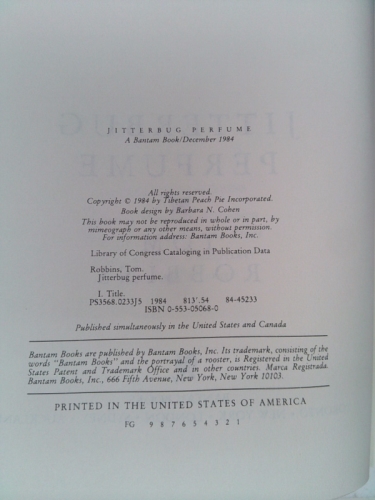 JITTERBUG PERFUME
A Bantam Book/December 1984
All rights reserved.
Copyright © 1984 by Tibetan Peach Pie Incorporated.
Book design by Barbara N. Cohen
This book may not be reproduced in whole or in part, by
mimeograph or any other means, without permission.
For information address: Bantam Books, Inc.
Library of Congress Cataloging in Publication Data
Robbins, Tom.
Jitterbug perfume.
I. Title.
PS3568.0233J5 1984 813'.54 84-45233
ISBN 0-553-05068-0
Published simultaneously in the United States and Canada
Bantam Books are published by Bantam Books, Inc. Its trademark, consisting of the
words "Bantam Books" and the portrayal of a rooster, is Registered in the United
States Patent and Trademark Office and in other countries. Marca Registrada.
Bantam Books, Inc., 666 Fifth Avenue, New York, New York 10103.
PRINTED IN THE UNITED STATES OF AMERICA
FG 9 8 7 6 5 4 3 2 1